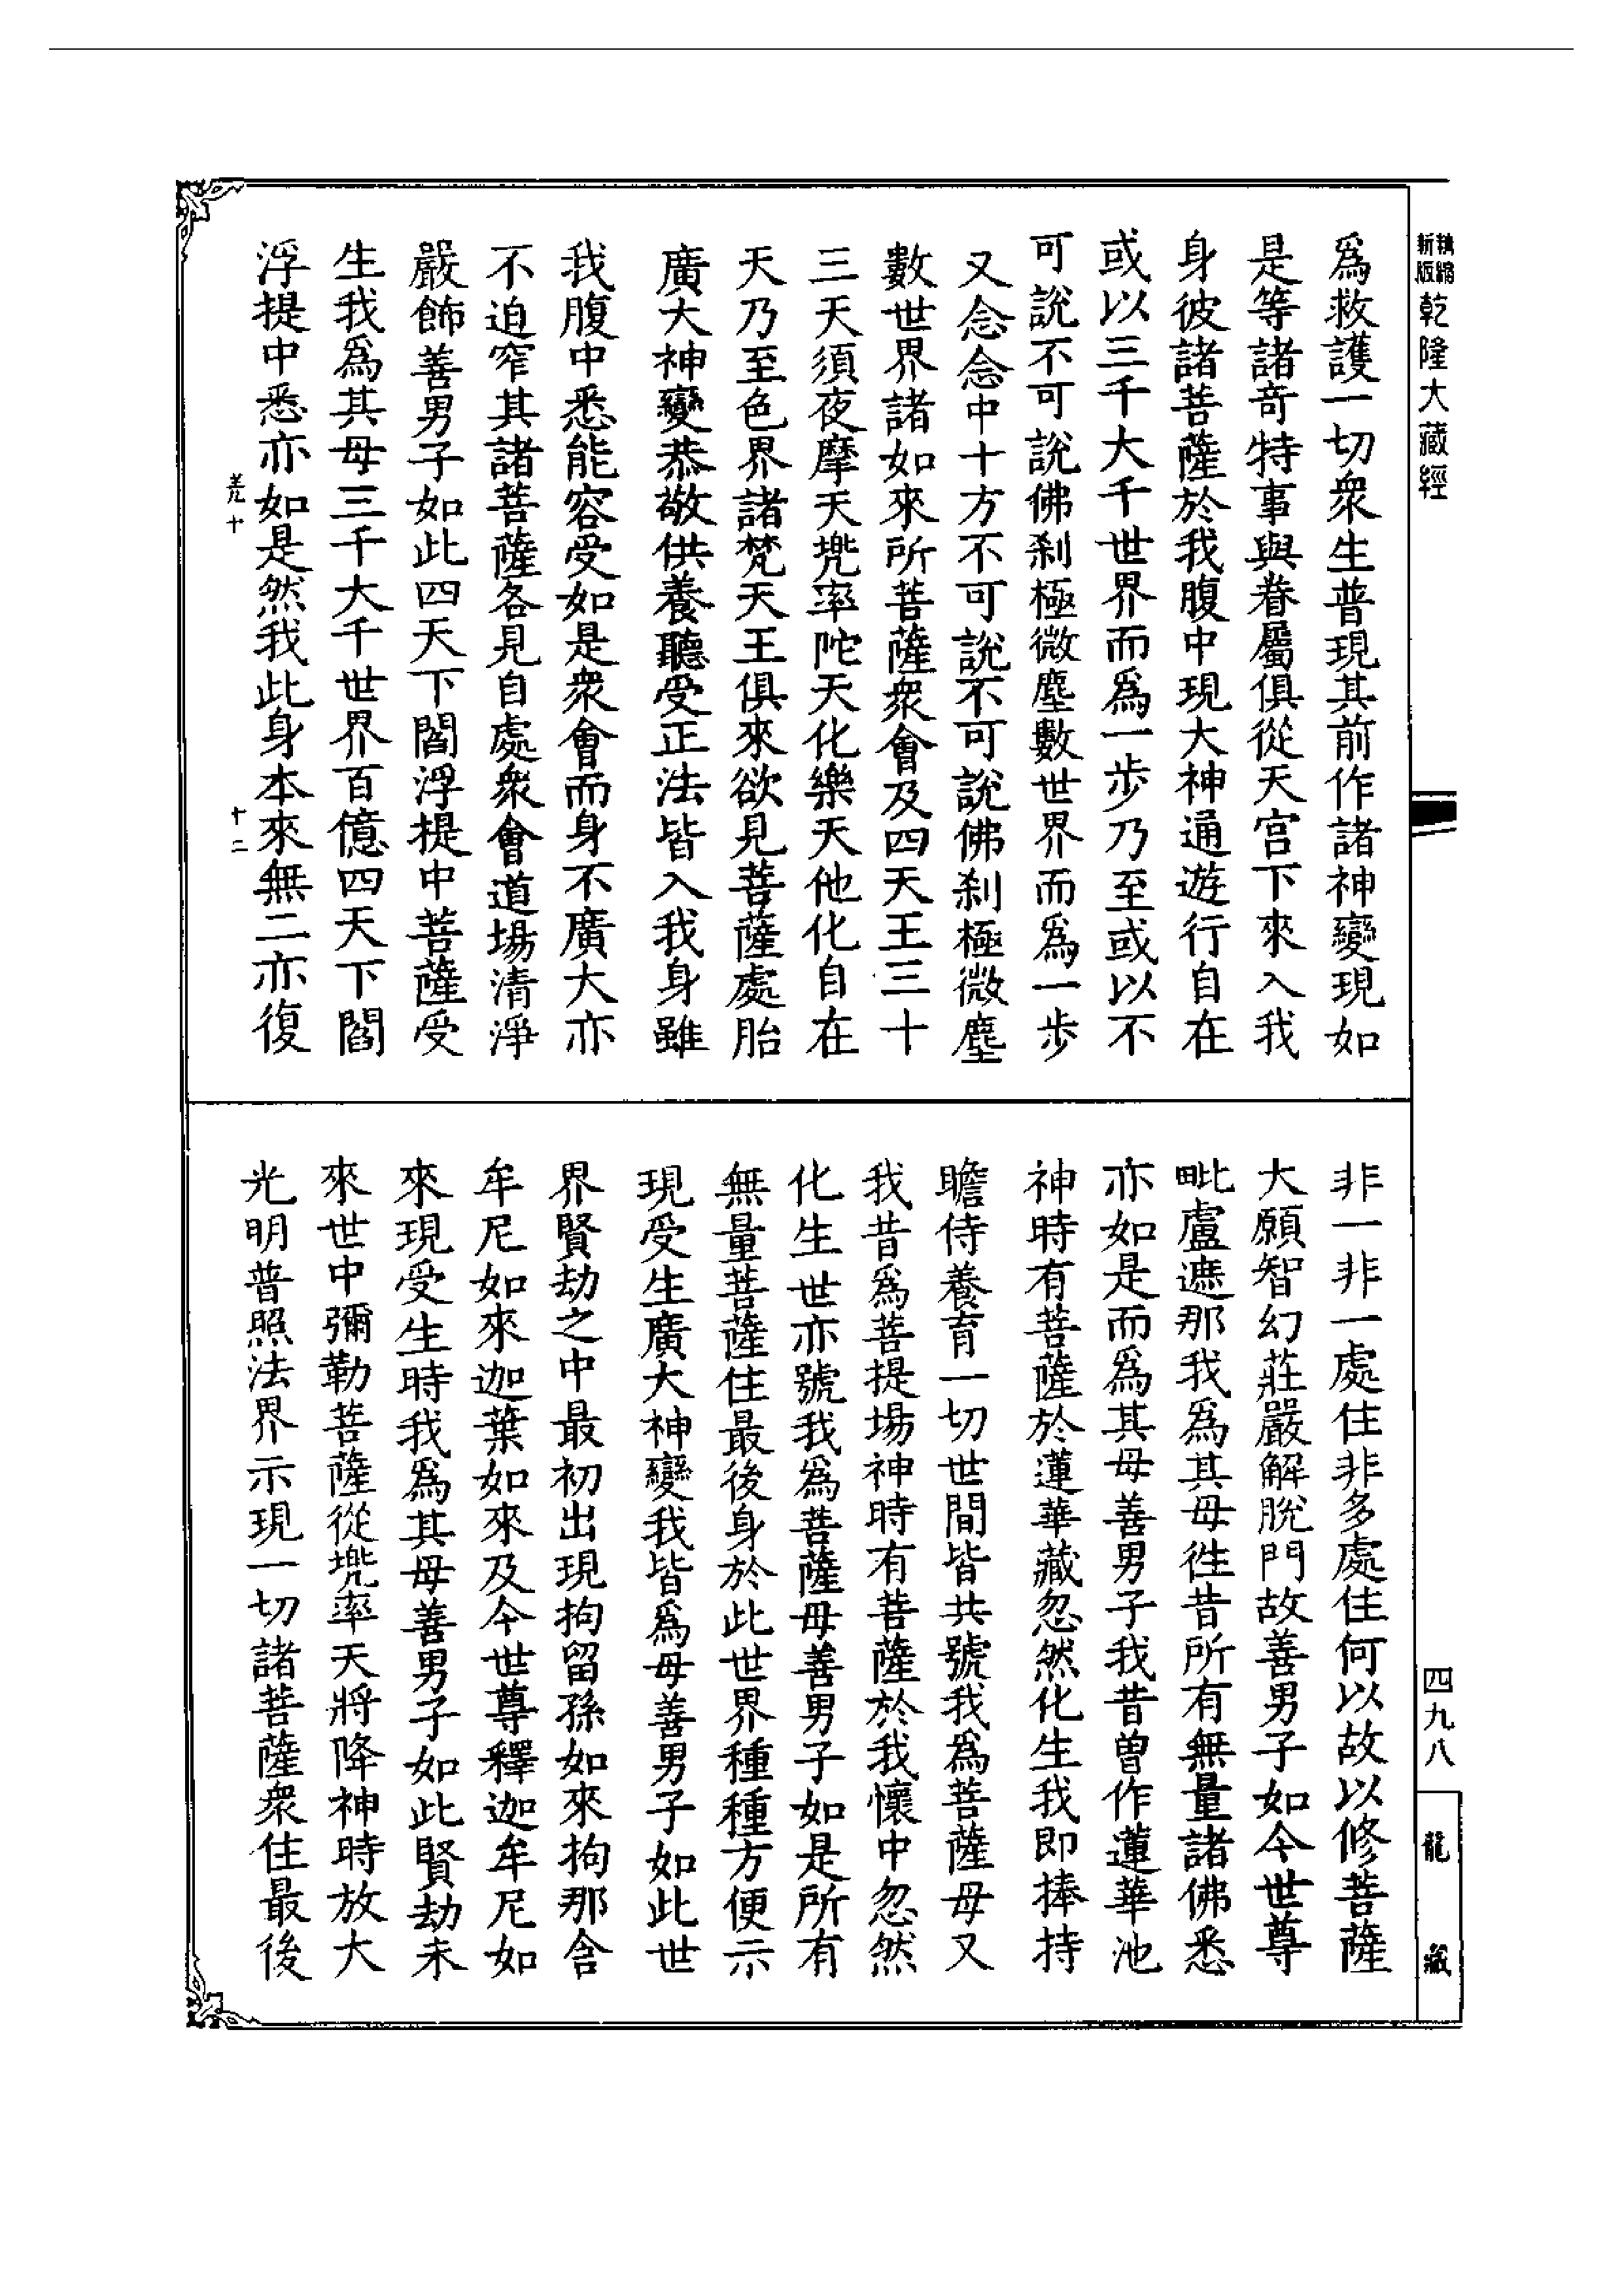 精縮新版乾隆大藏經
爲救護一切衆生普現其前作諸神變現如
是等諸奇特事與眷屬俱從天宮下來入我
身彼諸菩薩於我腹中現大神通遊行自在
或以三千大千世界而爲一步乃至或以不
可說不可說佛刹極微塵數世界而爲一步
又念念中十方不可說不可說佛刹極微塵
數世界諸如來所菩薩衆會及四天王三十
三天須夜摩天兠率陀天化樂天他化自在
天乃至色界諸梵天王俱來欲見菩薩處胎
廣大神變恭敬供養聽受正法皆入我身雖
我腹中悉能容受如是衆會而身不廣大亦
不迫窄其諸菩薩各見自處衆會道場清淨
嚴飾善男子如此四天下閻浮提中菩薩受
生我爲其母三千大千世界百億四天下閻
浮提中悉亦如是然我此身本來無二亦復
羌十 十二
非一非一處住非多處住何以故以修菩薩
大願智幻莊嚴解脫門故善男子如今世尊
毗盧遮那我爲其母徃昔所有無量諸佛悉
亦如是而爲其母善男子我昔曾作蓮華池
神時有菩薩於蓮華藏忽然化生我即捧持
瞻侍養育一切世間皆共號我爲菩薩母又
我昔爲菩提場神時有菩薩於我懷中忽然
化生世亦號我爲菩薩母善男子如是所有
無量菩薩住最後身於此世界種種方便示
現受生廣大神變我皆爲母善男子如此世
界賢劫之中最初出現拘留孫如來拘那含
牟尼如來迦葉如來及今世尊釋迦牟尼如
來現受生時我爲其母善男子如此賢劫未
來世中彌勒菩薩從兠率天將降神時放大
光明普照法界示現一切諸菩薩衆住最後
四九八
龍藏